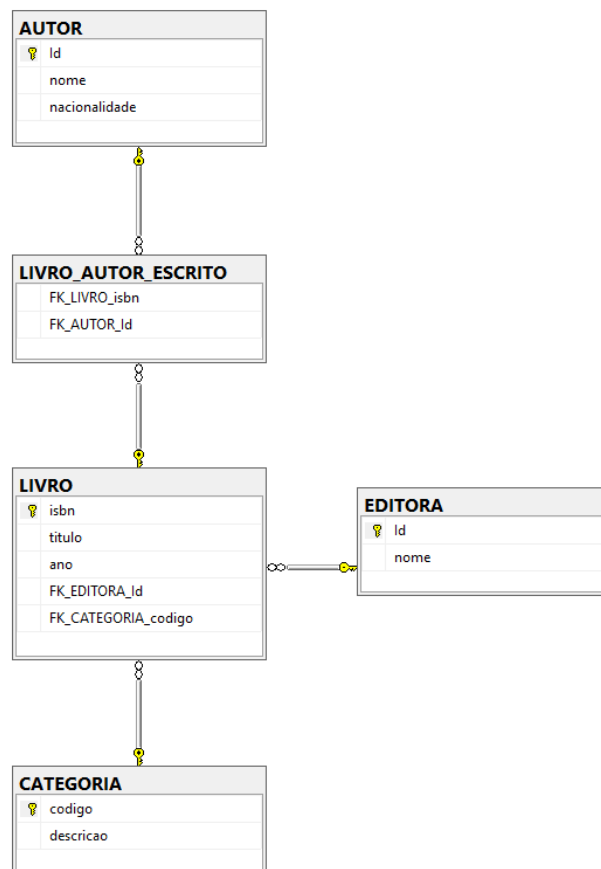 AUTOR
Id
nome
nacionalidade
LIVRO_AUTOR_ESCRITO
FK_LIVRO_isbn
FK_AUTOR_Id
LIVRO
isbn
titulo
ano
FK_EDITORA_Id
FK_CATEGORIA_codigo
EDITORA
Id
nome
CATEGORIA
codigo
descricao